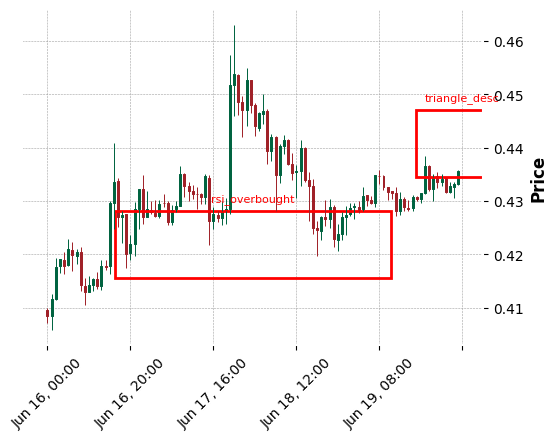 0.46
triangle_desc
0.45
0.44
rsi_overbought
0.43
0.42
0.41
Price
Jun 16, 00:00
Jun 16, 20:00
Jun 17, 16:00
Jun 18, 12:00
Jun 19, 08:00